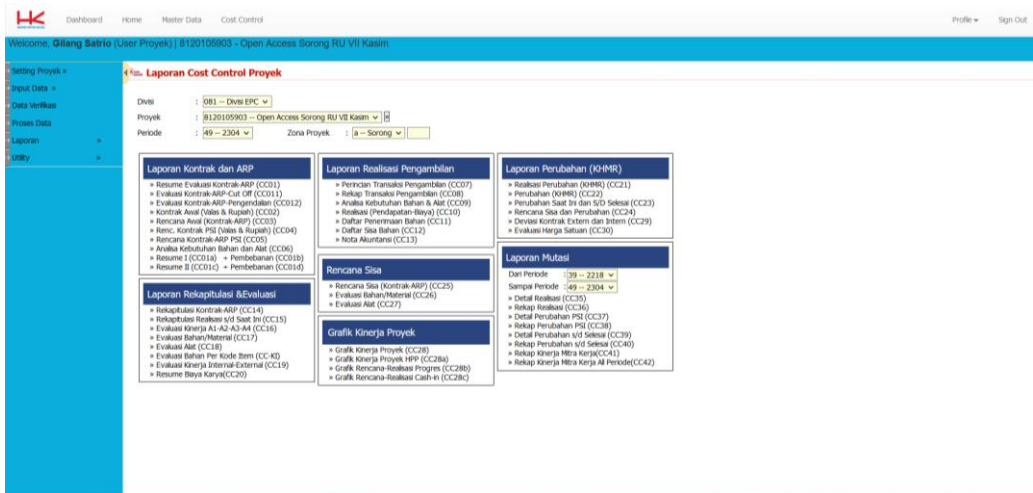 HK
Dashboard Home Master Data Cost Control Profile Sign Out
Welcome, Gilang Satrio (User Proyek) | 8120105903 - Open Access Sorong RU VII Kasim
Setting Proyek »
Input Data »
Data Verifikasi
Proses Data
Laporan »
Utility »
Laporan Cost Control Proyek
Divisi : 081 -- Divisi EPC
Proyek : 8120105903 -- Open Access Sorong RU VII Kasim
Periode : 49 -- 2304 Zona Proyek : a -- Sorong
Laporan Kontrak dan ARP
» Resume Evaluasi Kontrak-ARP (CC01)
» Evaluasi Kontrak-ARP-Cut Off (CC011)
» Evaluasi Kontrak-ARP-Pengendalian (CC012)
» Kontrak Awal (Valas & Rupiah) (CC02)
» Rencana Awal (Kontrak-ARP) (CC03)
» Renc. Kontrak PSI (Valas & Rupiah) (CC04)
» Rencana Kontrak-ARP PSI (CC05)
» Analisa Kebutuhan Bahan dan Alat (CC06)
» Resume I (CC01a) + Pembebanan (CC01b)
» Resume II (CC01c) + Pembebanan (CC01d)
Laporan Rekapitulasi &Evaluasi
» Rekapitulasi Kontrak-ARP (CC14)
» Rekapitulasi Realisasi s/d Saat Ini (CC15)
» Evaluasi Kinerja A1-A2-A3-A4 (CC16)
» Evaluasi Bahan/Material (CC17)
» Evaluasi Alat (CC18)
» Evaluasi Bahan Per Kode Item (CC-KI)
» Evaluasi Kinerja Internal-External (CC19)
» Resume Biaya Karya(CC20)
Laporan Realisasi Pengambilan
» Perincian Transaksi Pengambilan (CC07)
» Rekap Transaksi Pengambilan (CC08)
» Analisa Kebutuhan Bahan & Alat (CC09)
» Realisasi (Pendapatan-Biaya) (CC10)
» Daftar Penerimaan Bahan (CC11)
» Daftar Sisa Bahan (CC12)
» Nota Akuntansi (CC13)
Rencana Sisa
» Rencana Sisa (Kontrak-ARP) (CC25)
» Evaluasi Bahan/Material (CC26)
» Evaluasi Alat (CC27)
Grafik Kinerja Proyek
» Grafik Kinerja Proyek (CC28)
» Grafik Kinerja Proyek HPP (CC28a)
» Grafik Rencana-Realisasi Progres (CC28b)
» Grafik Rencana-Realisasi Cash-in (CC28c)
Laporan Perubahan (KHMR)
» Realisasi Perubahan (KHMR) (CC21)
» Perubahan (KHMR) (CC22)
» Perubahan Saat Ini dan S/D Selesai (CC23)
» Rencana Sisa dan Perubahan (CC24)
» Deviasi Kontrak Extern dan Intern (CC29)
» Evaluasi Harga Satuan (CC30)
Laporan Mutasi
Dari Periode : 39 -- 2218
Sampai Periode : 49 -- 2304
» Detail Realisasi (CC35)
» Rekap Realisasi (CC36)
» Detail Perubahan PSI (CC37)
» Rekap Perubahan PSI (CC38)
» Detail Perubahan s/d Selesai (CC39)
» Rekap Perubahan s/d Selesai (CC40)
» Rekap Kinerja Mitra Kerja(CC41)
» Rekap Kinerja Mitra Kerja All Periode(CC42)